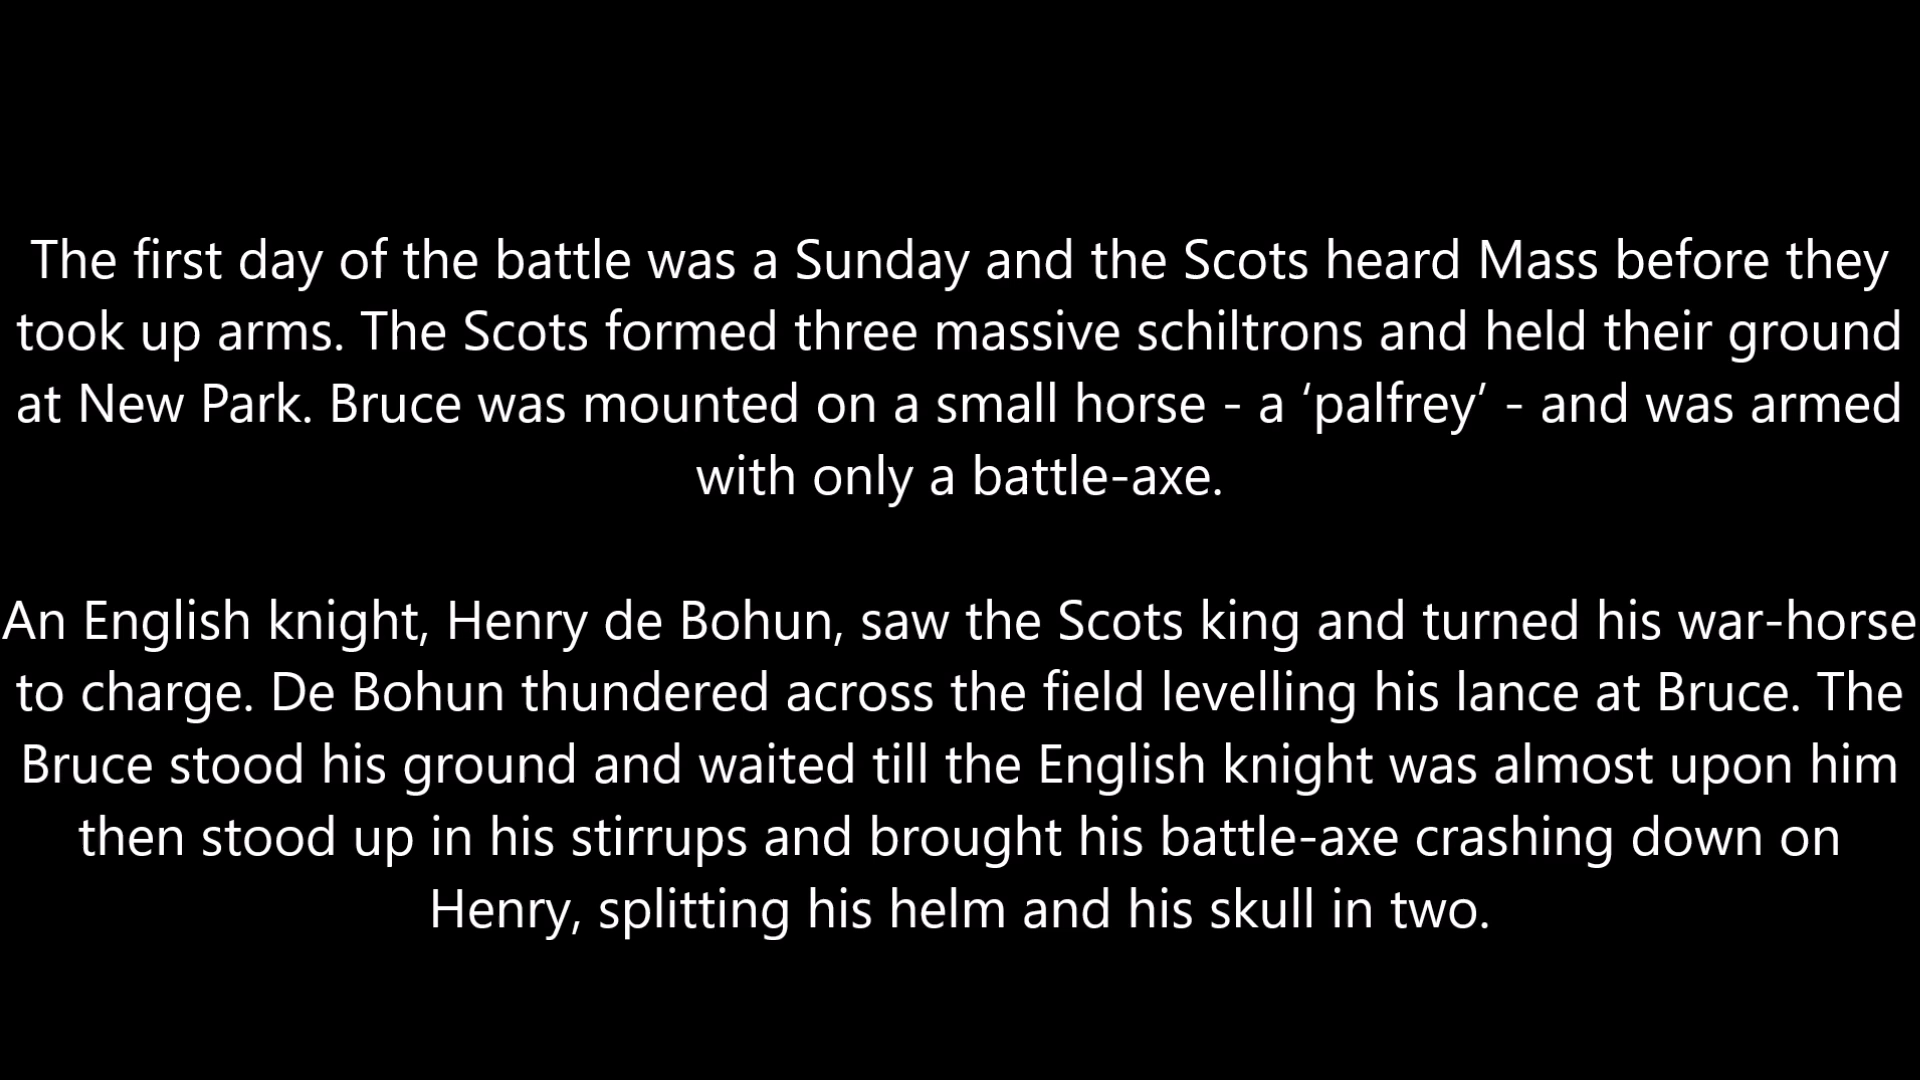 The first day of the battle was a Sunday and the Scots heard Mass before they
took up arms. The Scots formed three massive schiltrons and held their ground
at New Park. Bruce was mounted on a small horse - a ‘palfrey’ - and was armed
with only a battle-axe.
An English knight, Henry de Bohun, saw the Scots king and turned his war-horse
to charge. De Bohun thundered across the field levelling his lance at Bruce. The
Bruce stood his ground and waited till the English knight was almost upon him
then stood up in his stirrups and brought his battle-axe crashing down on
Henry, splitting his helm and his skull in two.